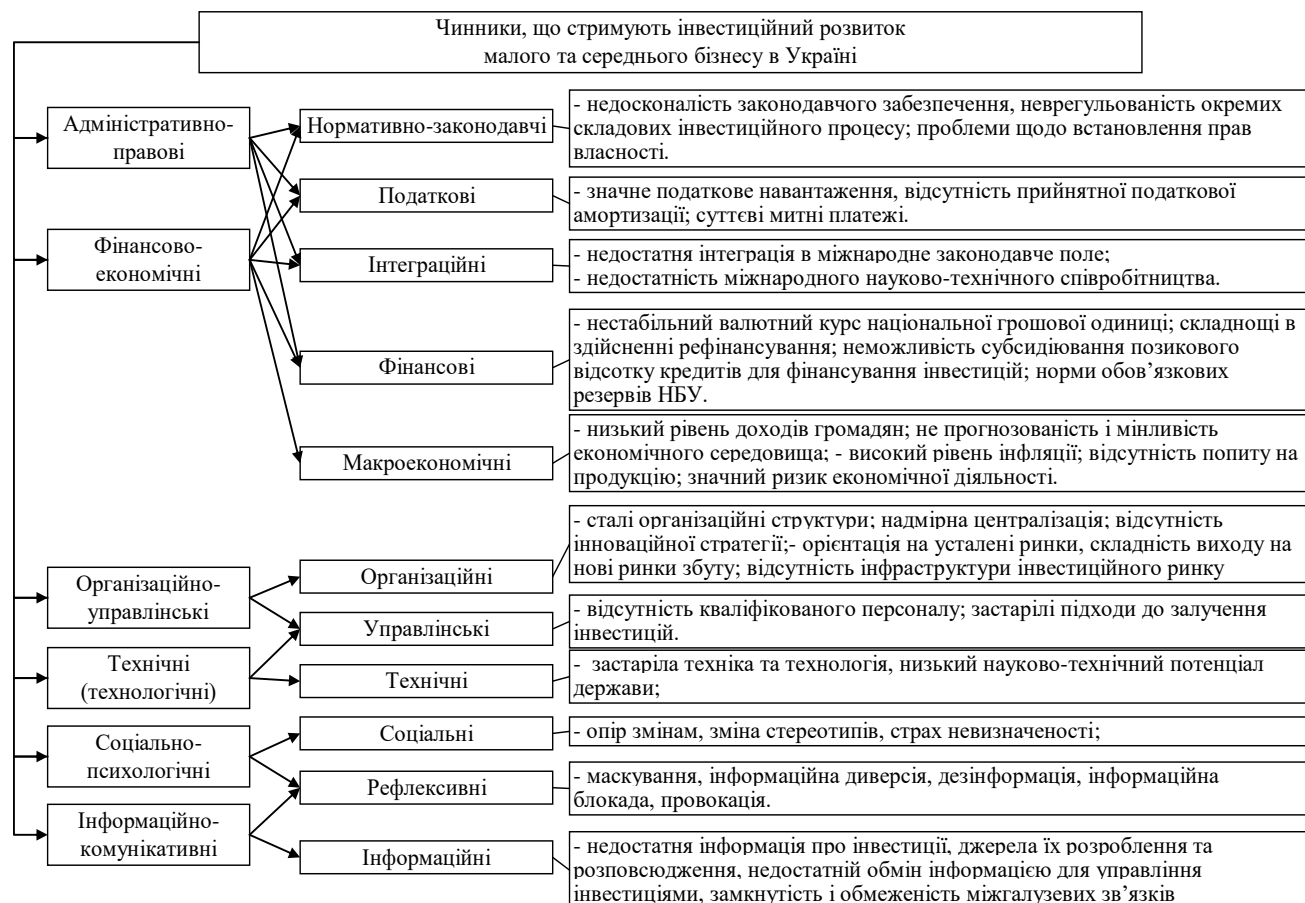 Чинники, що стримують інвестиційний розвиток
малого та середнього бізнесу в Україні
Адміністративно-
правові
Нормативно-законодавчі
- недосконалість законодавчого забезпечення, неврегульованість окремих
складових інвестиційного процесу; проблеми щодо встановлення прав
власності.
Податкові
- значне податкове навантаження, відсутність прийнятної податкової
амортизації; суттєві митні платежі.
Фінансово-
економічні
Інтеграційні
- недостатня інтеграція в міжнародне законодавче поле;
- недостатність міжнародного науково-технічного співробітництва.
Фінансові
- нестабільний валютний курс національної грошової одиниці; складнощі в
здійсненні рефінансування; неможливість субсидіювання позикового
відсотку кредитів для фінансування інвестицій; норми обов’язкових
резервів НБУ.
Макроекономічні
- низький рівень доходів громадян; не прогнозованість і мінливість
економічного середовища; - високий рівень інфляції; відсутність попиту на
продукцію; значний ризик економічної діяльності.
Організаційно-
управлінські
Організаційні
- сталі організаційні структури; надмірна централізація; відсутність
інноваційної стратегії;- орієнтація на усталені ринки, складність виходу на
нові ринки збуту; відсутність інфраструктури інвестиційного ринку
Управлінські
- відсутність кваліфікованого персоналу; застарілі підходи до залучення
інвестицій.
Технічні
(технологічні)
Технічні
- застаріла техніка та технологія, низький науково-технічний потенціал
держави;
Соціально-
психологічні
Соціальні
- опір змінам, зміна стереотипів, страх невизначеності;
Рефлексивні
- маскування, інформаційна диверсія, дезінформація, інформаційна
блокада, провокація.
Інформаційно-
комунікативні
Інформаційні
- недостатня інформація про інвестиції, джерела їх розроблення та
розповсюдження, недостатній обмін інформацією для управління
інвестиціями, замкнутість і обмеженість міжгалузевих зв’язків